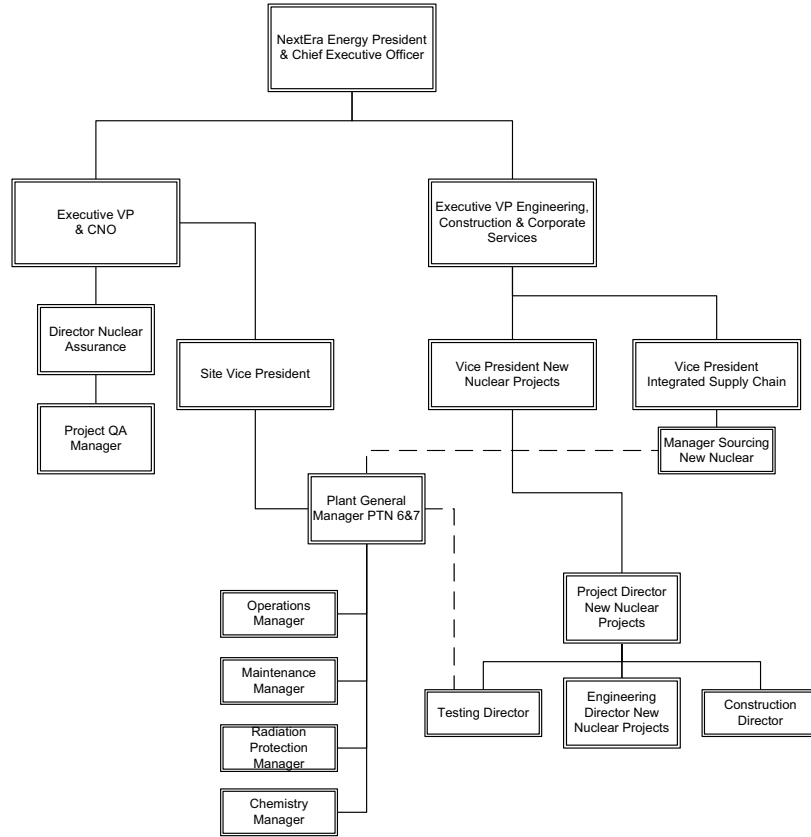 NextEra Energy President
& Chief Executive Officer
Executive VP
& CNO
Executive VP Engineering,
Construction & Corporate
Services
Director Nuclear
Assurance
Site Vice President
Vice President New
Nuclear Projects
Vice President
Integrated Supply Chain
Project QA
Manager
Manager Sourcing
New Nuclear
Plant General
Manager PTN 6&7
Operations
Manager
Project Director
New Nuclear
Projects
Maintenance
Manager
Testing Director
Engineering
Director New
Nuclear Projects
Construction
Director
Radiation
Protection
Manager
Chemistry
Manager